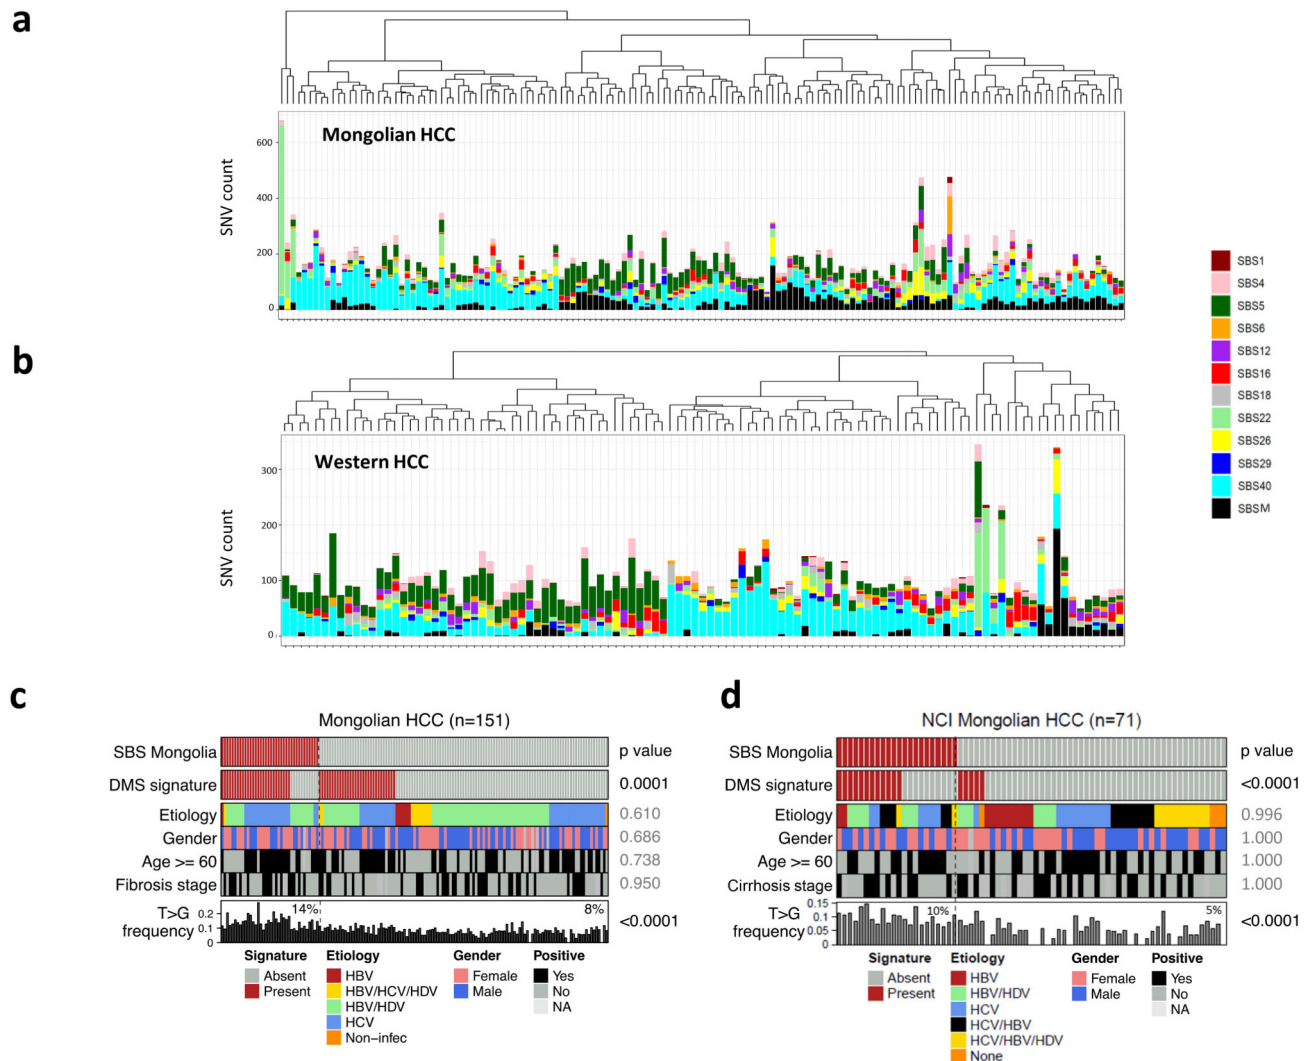 a
Mongolian HCC
SNV count
600
400
200
0
b
Western HCC
SNV count
300
200
100
0
SBS1
SBS4
SBS5
SBS6
SBS12
SBS16
SBS18
SBS22
SBS26
SBS29
SBS40
SBSM
c
Mongolian HCC (n=151)
SBS Mongolia p value
DMS signature 0.0001
Etiology 0.610
Gender 0.686
Age >= 60 0.738
Fibrosis stage 0.950
T>G frequency 0.2 0.1 0 14% 8% <0.0001
Signature Etiology Gender Positive
Absent HBV Female Yes
Present HBV/HCV/HDV Male No
HBV/HDV NA
HCV
Non-infec
d
NCI Mongolian HCC (n=71)
SBS Mongolia p value
DMS signature <0.0001
Etiology 0.996
Gender 1.000
Age >= 60 1.000
Cirrhosis stage 1.000
T>G frequency 0.15 0.1 0.05 0 10% 5% <0.0001
Signature Etiology Gender Positive
Absent HBV Female Yes
Present HBV/HDV Male No
HCV NA
HCV/HBV
HCV/HBV/HDV
None